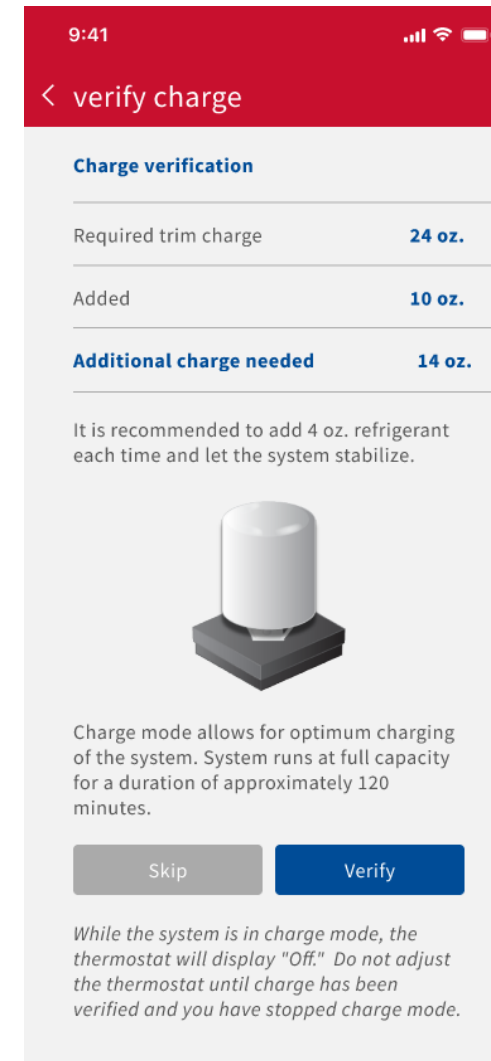 9:41
verify charge
Charge verification
Required trim charge 24 oz.
Added 10 oz.
Additional charge needed 14 oz.
It is recommended to add 4 oz. refrigerant
each time and let the system stabilize.
Charge mode allows for optimum charging
of the system. System runs at full capacity
for a duration of approximately 120
minutes.
Skip Verify
While the system is in charge mode, the
thermostat will display "Off." Do not adjust
the thermostat until charge has been
verified and you have stopped charge mode.